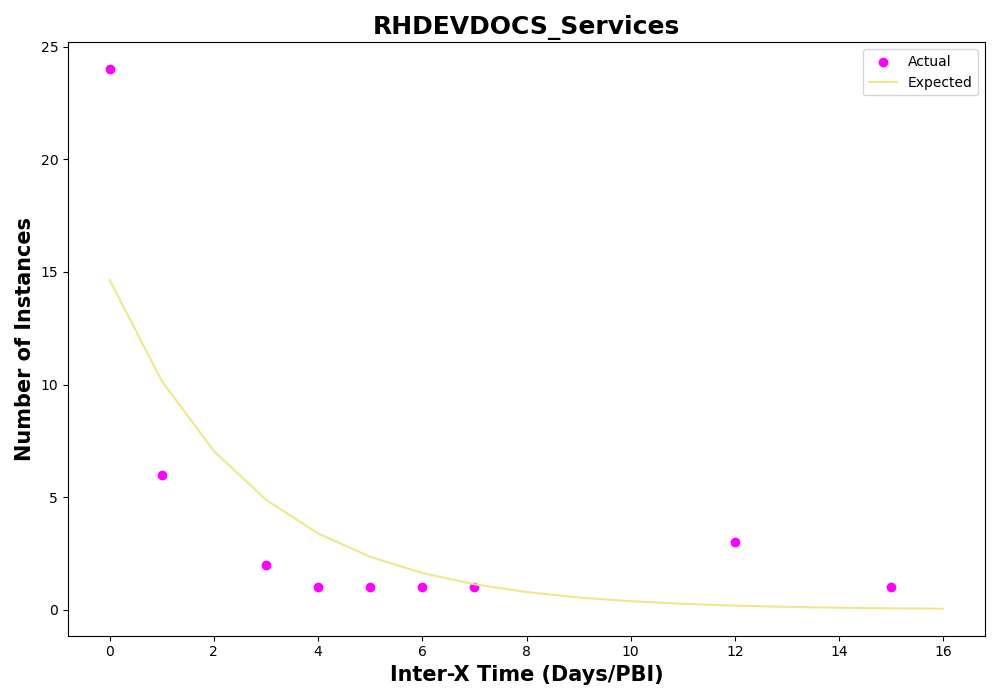 RHDEVDOCS_Services
25
20
15
10
5
0
Number of Instances
Actual
Expected
0 2 4 6 8 10 12 14 16
Inter-X Time (Days/PBI)